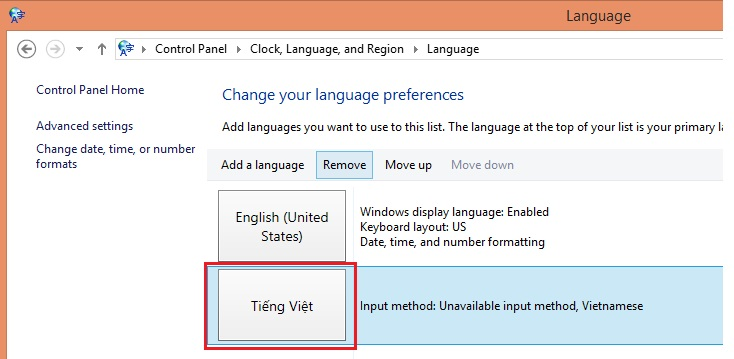 Language
Control Panel › Clock, Language, and Region › Language
Control Panel Home
Advanced settings
Change date, time, or number
formats
Change your language preferences
Add languages you want to use to this list. The language at the top of your list is your primary
Add a language Remove Move up Move down
English (United
States)
Windows display language: Enabled
Keyboard layout: US
Date, time, and number formatting
Tiếng Việt
Input method: Unavailable input method, Vietnamese